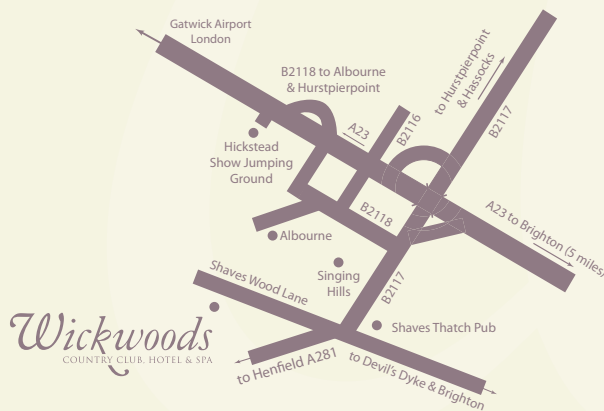 Gatwick Airport
London
B2118 to Albourne
& Hurstpierpoint
to Hurstpierpoint
& Hassocks
B2117
A23
B2116
Hickstead
Show Jumping
Ground
A23 to Brighton (5 miles)
B2118
Albourne
Singing
Hills
B2117
Shaves Wood Lane
Shaves Thatch Pub
Wickwoods
COUNTRY CLUB, HOTEL & SPA
to Henfield A281
to Devil's Dyke & Brighton